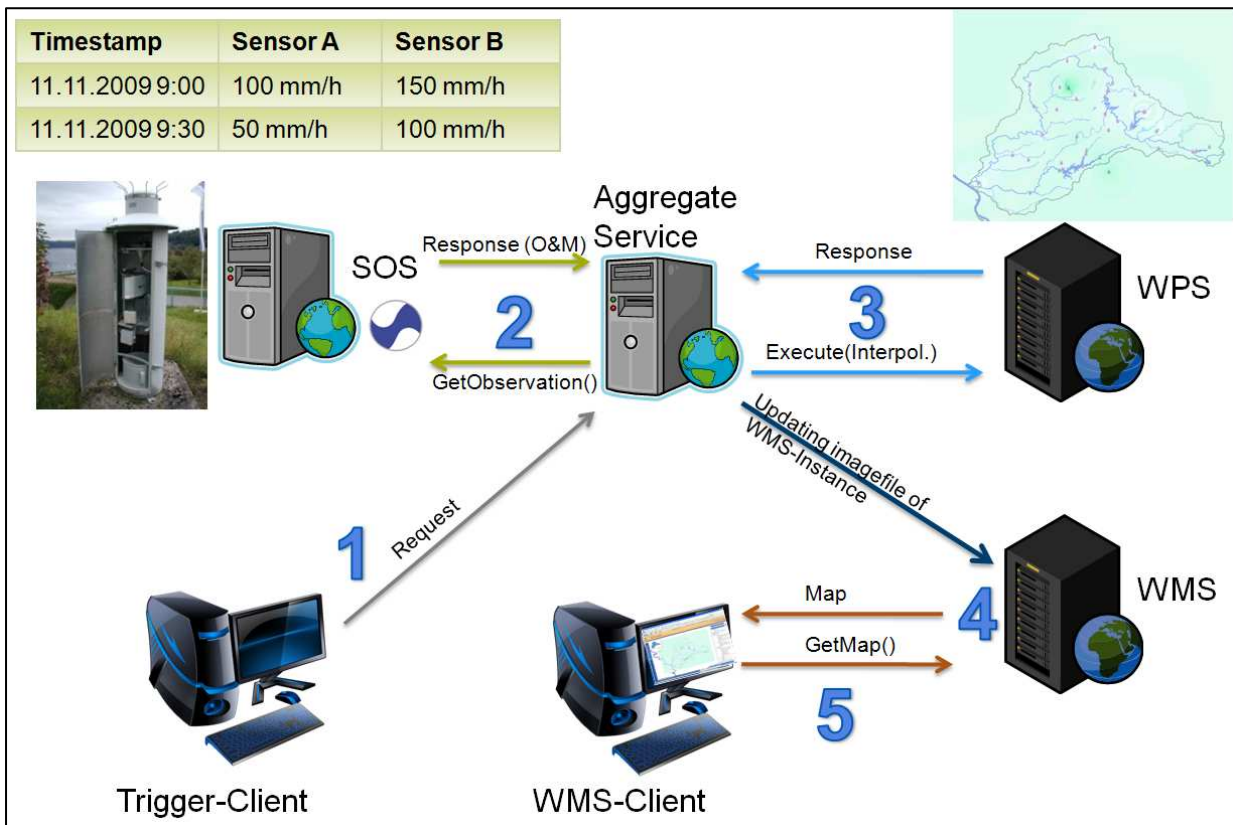 Timestamp Sensor A Sensor B
11.11.2009 9:00 100 mm/h 150 mm/h
11.11.2009 9:30 50 mm/h 100 mm/h
Aggregate
Service
SOS
Response (O&M)
2
GetObservation()
Response
3
Execute(Interpol.)
WPS
Updating imagefile of
WMS-Instance
1
Request
Map
4
WMS
GetMap()
5
Trigger-Client
WMS-Client